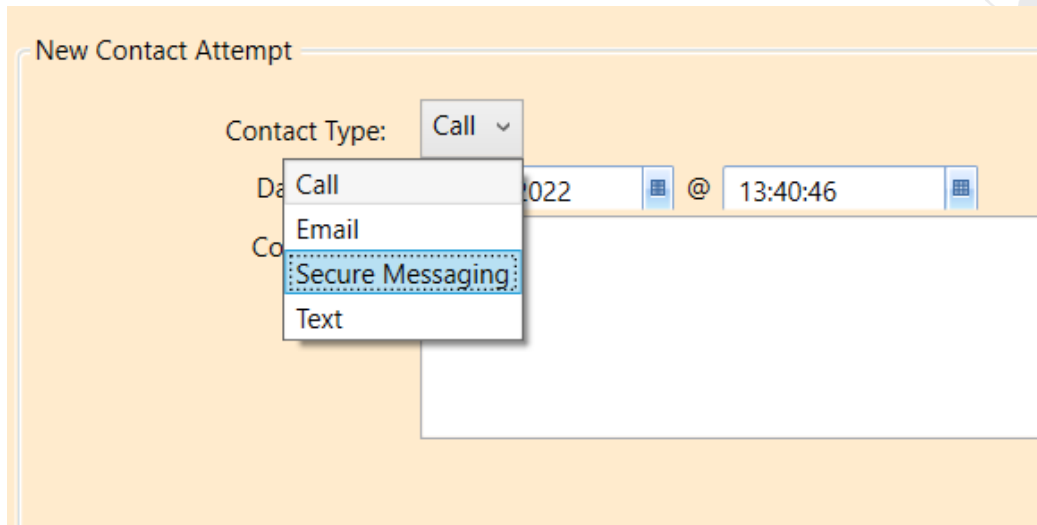 New Contact Attempt
Contact Type: Call
Call
2022 @ 13:40:46
Email
Secure Messaging
Text